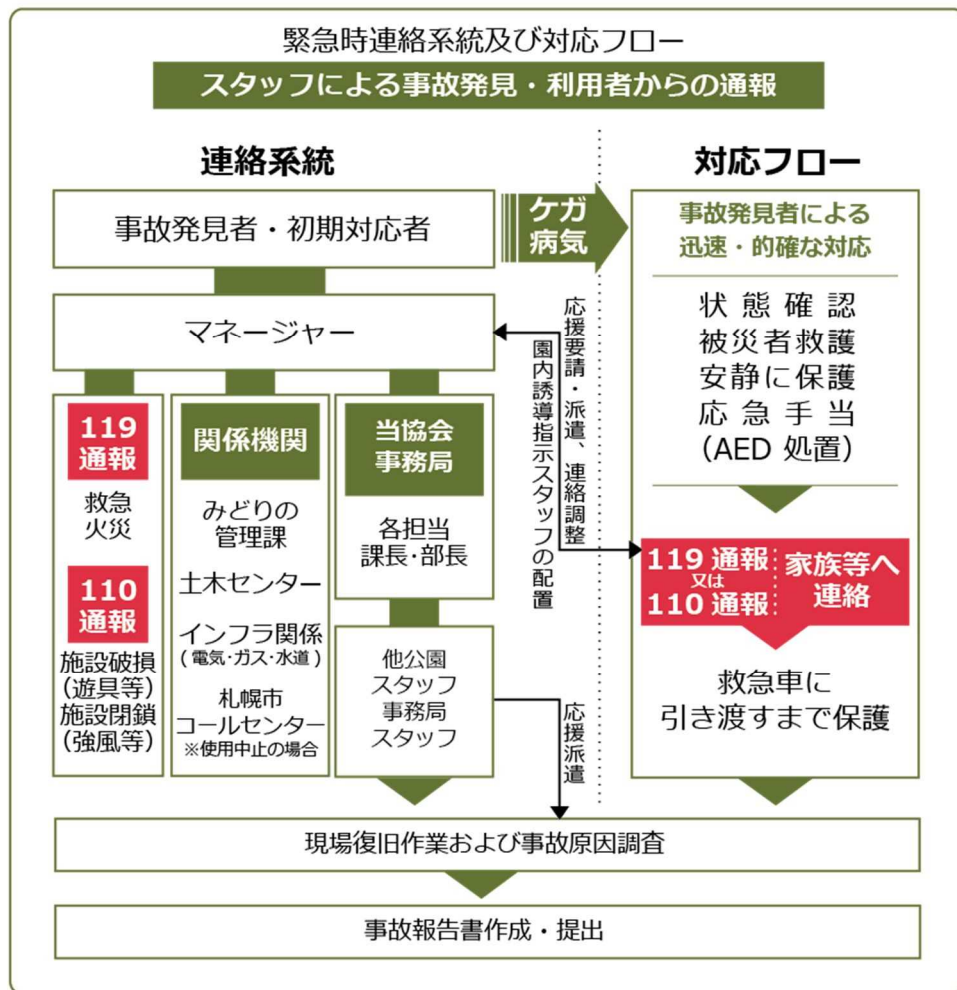 緊急時連絡系統及び対応フロー
スタッフによる事故発見・利用者からの通報
連絡系統
事故発見者・初期対応者
ケガ
病気
マネージャー
119
通報
救急
火災
110
通報
施設破損
(遊具等)
施設閉鎖
(強風等)
関係機関
みどりの
管理課
土木センター
インフラ関係
(電気・ガス・水道)
札幌市
コールセンター
※使用中止の場合
当協会
事務局
各担当
課長・部長
他公園
スタッフ
事務局
スタッフ
応援要請・派遣、連絡調整
園内誘導指示スタッフの配置
応援派遣
対応フロー
事故発見者による
迅速・的確な対応
状態確認
被災者救護
安静に保護
応急手当
(AED 処置)
119 通報
又は
110 通報
家族等へ
連絡
救急車に
引き渡すまで保護
現場復旧作業および事故原因調査
事故報告書作成・提出